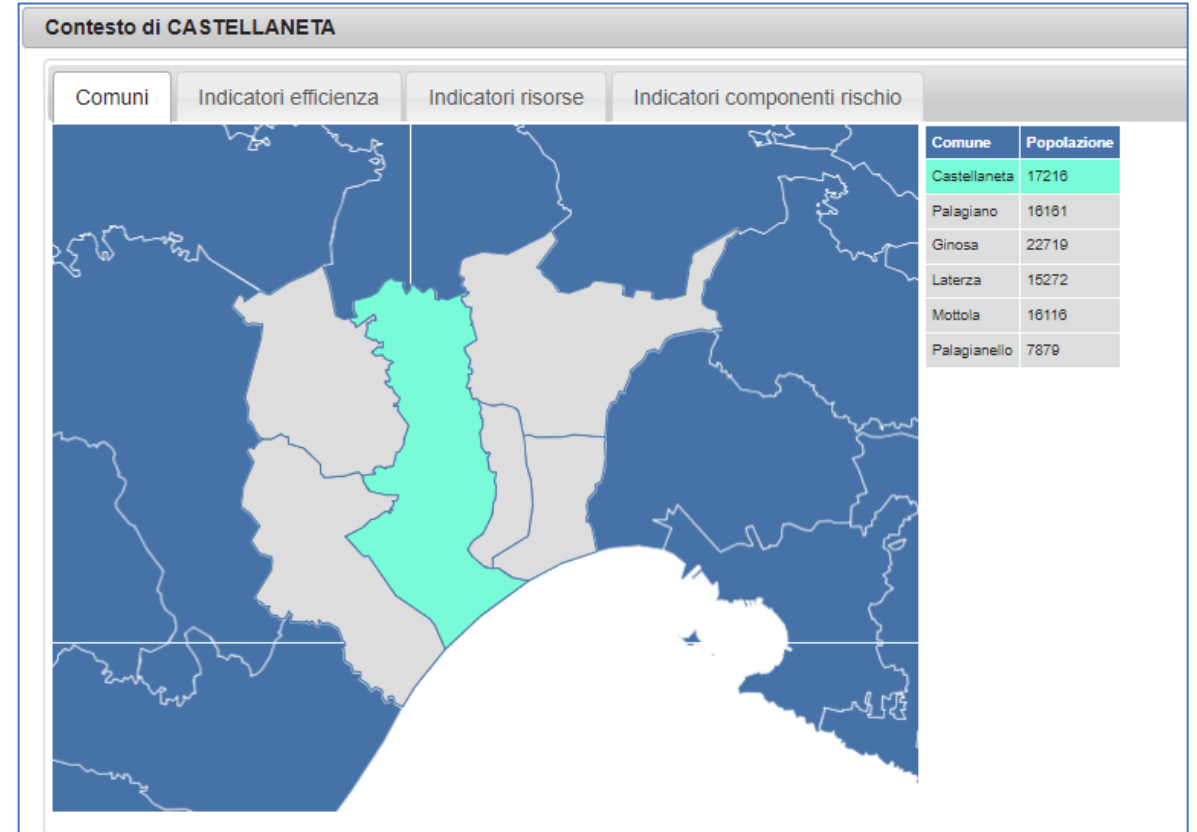 Contesto di CASTELLANETA
Comuni Indicatori efficienza Indicatori risorse Indicatori componenti rischio
Comune Popolazione
Castellaneta 17216
Palagiano 16161
Ginosa 22719
Laterza 15272
Mottola 16116
Palagianello 7879